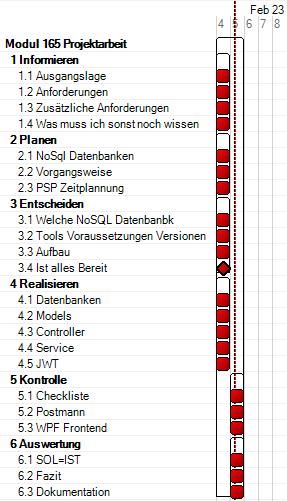 Feb 23
4 5 6 7 8
Modul 165 Projektarbeit
1 Informieren
1.1 Ausgangslage
1.2 Anforderungen
1.3 Zusätzliche Anforderungen
1.4 Was muss ich sonst noch wissen
2 Planen
2.1 NoSql Datenbanken
2.2 Vorgangsweise
2.3 PSP Zeitplannung
3 Entscheiden
3.1 Welche NoSQL Datenbanbk
3.2 Tools Voraussetzungen Versionen
3.3 Aufbau
3.4 Ist alles Bereit
4 Realisieren
4.1 Datenbanken
4.2 Models
4.3 Controller
4.4 Service
4.5 JWT
5 Kontrolle
5.1 Checkliste
5.2 Postmann
5.3 WPF Frontend
6 Auswertung
6.1 SOL=IST
6.2 Fazit
6.3 Dokumentation